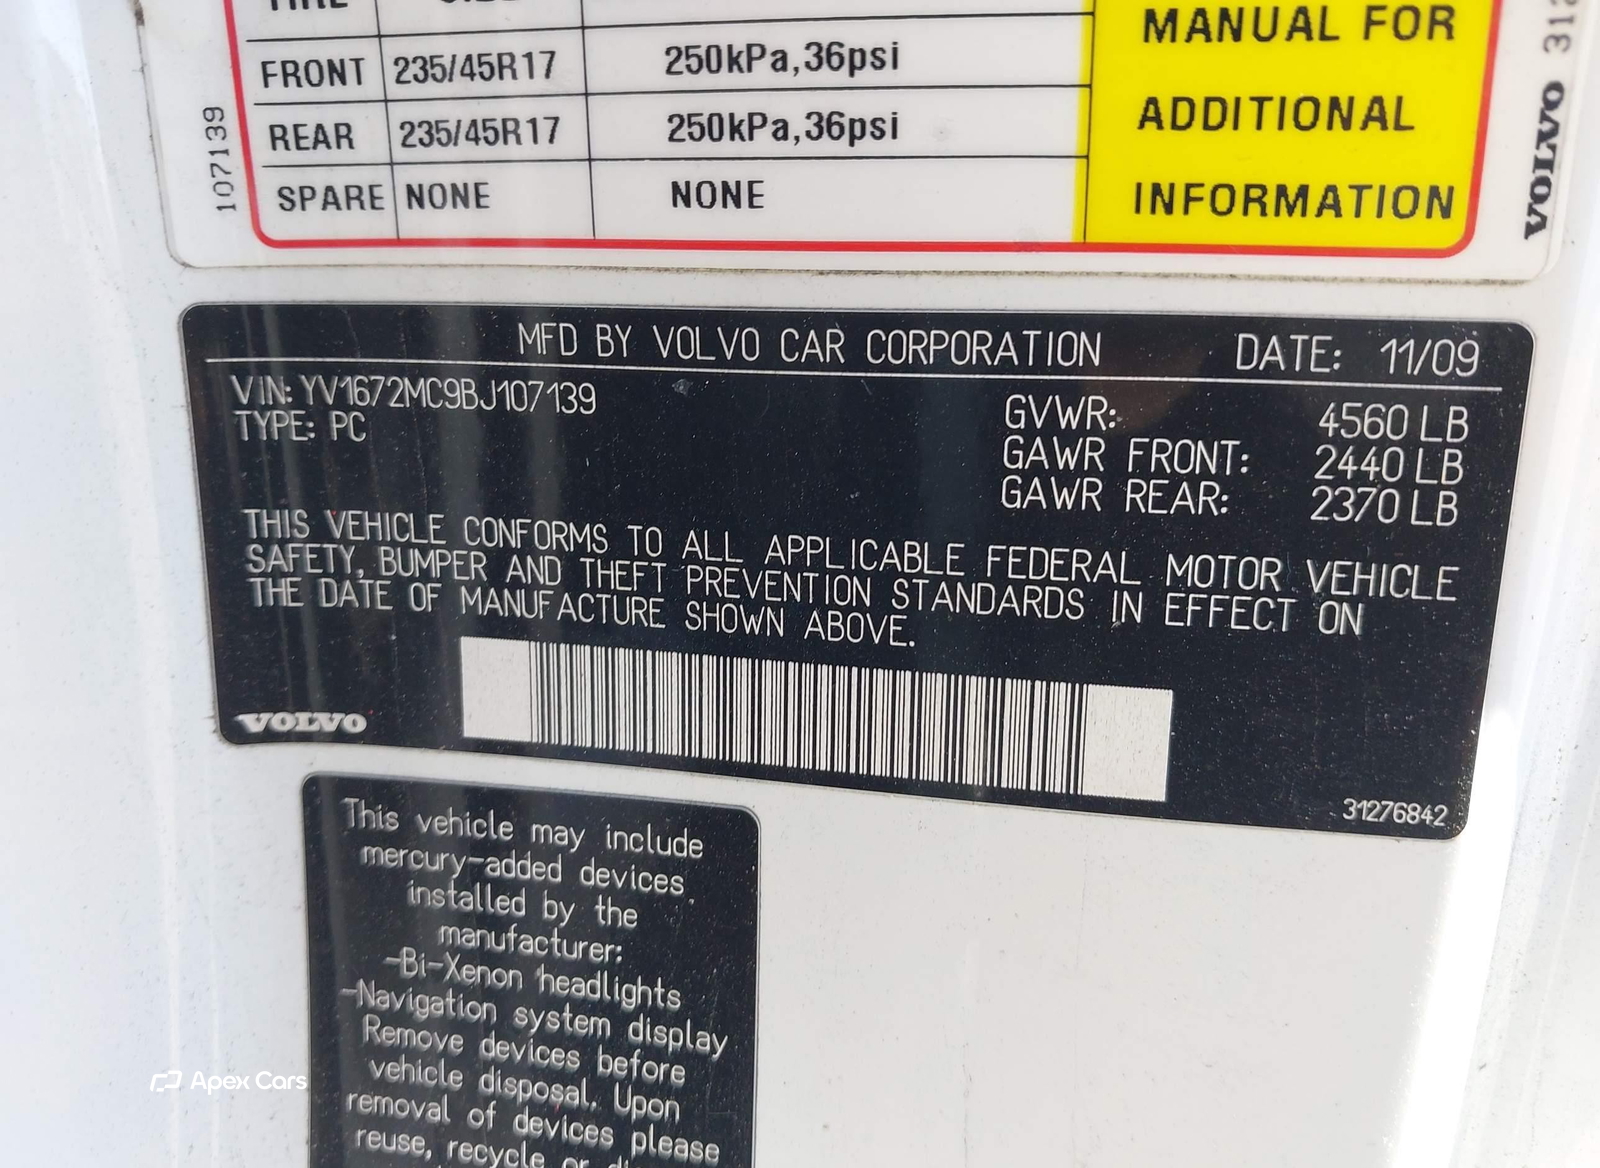 FRONT 235/45R17 250kPa,36psi
REAR 235/45R17 250kPa,36psi
SPARE NONE NONE
MANUAL FOR
ADDITIONAL
INFORMATION
107139
VOLVO
MFD BY VOLVO CAR CORPORATION DATE: 11/09
VIN: YV1672MC9BJ107139
TYPE: PC
GVWR: 4560 LB
GAWR FRONT: 2440 LB
GAWR REAR: 2370 LB
THIS VEHICLE CONFORMS TO ALL APPLICABLE FEDERAL MOTOR VEHICLE
SAFETY, BUMPER AND THEFT PREVENTION STANDARDS IN EFFECT ON
THE DATE OF MANUFACTURE SHOWN ABOVE.
VOLVO
31276842
This vehicle may include
mercury-added devices
installed by the
manufacturer:
-Bi-Xenon headlights
-Navigation system display
Remove devices before
vehicle disposal. Upon
removal of devices please
reuse, recycle or
Apex Cars